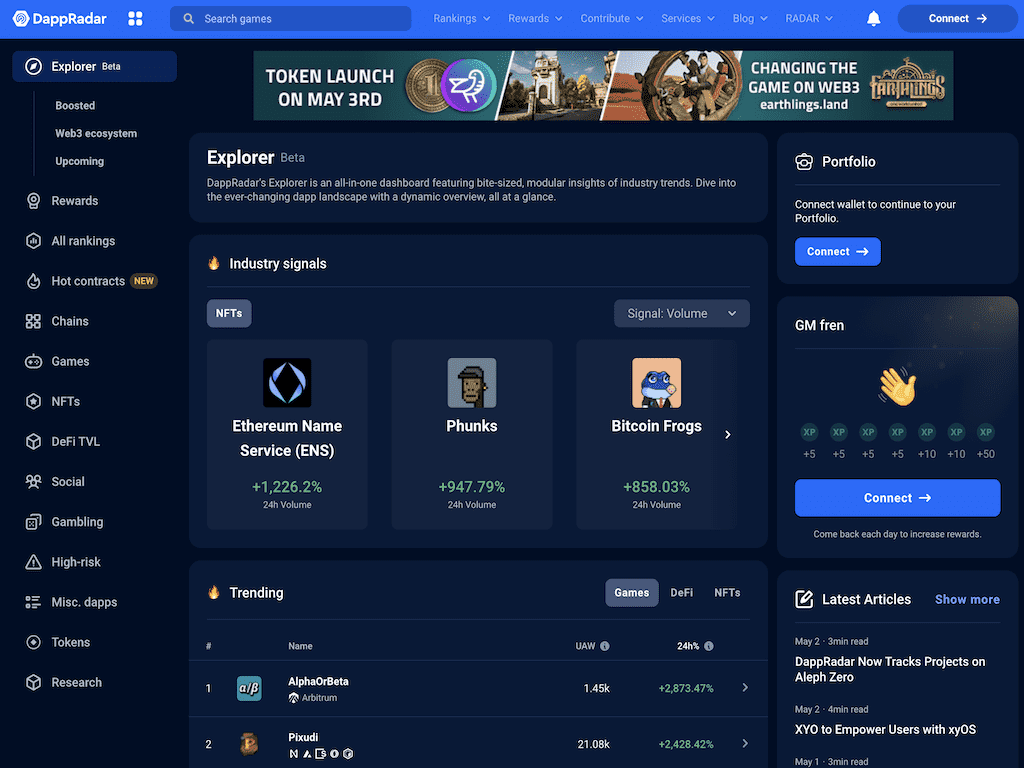 DappRadar
Search games
Rankings
Rewards
Contribute
Services
Blog
RADAR
Connect
Explorer Beta
Boosted
Web3 ecosystem
Upcoming
Rewards
All rankings
Hot contracts NEW
Chains
Games
NFTs
DeFi TVL
Social
Gambling
High-risk
Misc. dapps
Tokens
Research
TOKEN LAUNCH
ON MAY 3RD
CHANGING THE
GAME ON WEB3
earthlings.land
EARTHLINGS
Explorer Beta
DappRadar's Explorer is an all-in-one dashboard featuring bite-sized, modular insights of industry trends. Dive into
the ever-changing dapp landscape with a dynamic overview, all at a glance.
Industry signals
NFTs
Signal: Volume
Ethereum Name
Service (ENS)
+1,226.2%
24h Volume
Phunks
+947.79%
24h Volume
Bitcoin Frogs
+858.03%
24h Volume
Trending
Games DeFi NFTs
# Name UAW 24h%
1 α/β AlphaOrBeta 1.45k +2,873.47%
Arbitrum
2 Pixudi 21.08k +2,428.42%
Portfolio
Connect wallet to continue to your
Portfolio.
Connect
GM fren
XP XP XP XP XP XP XP
+5 +5 +5 +5 +10 +10 +50
Connect
Come back each day to increase rewards.
Latest Articles Show more
May 2 · 3min read
DappRadar Now Tracks Projects on
Aleph Zero
May 2 · 4min read
XYO to Empower Users with xyOS
May 1 · 3min read